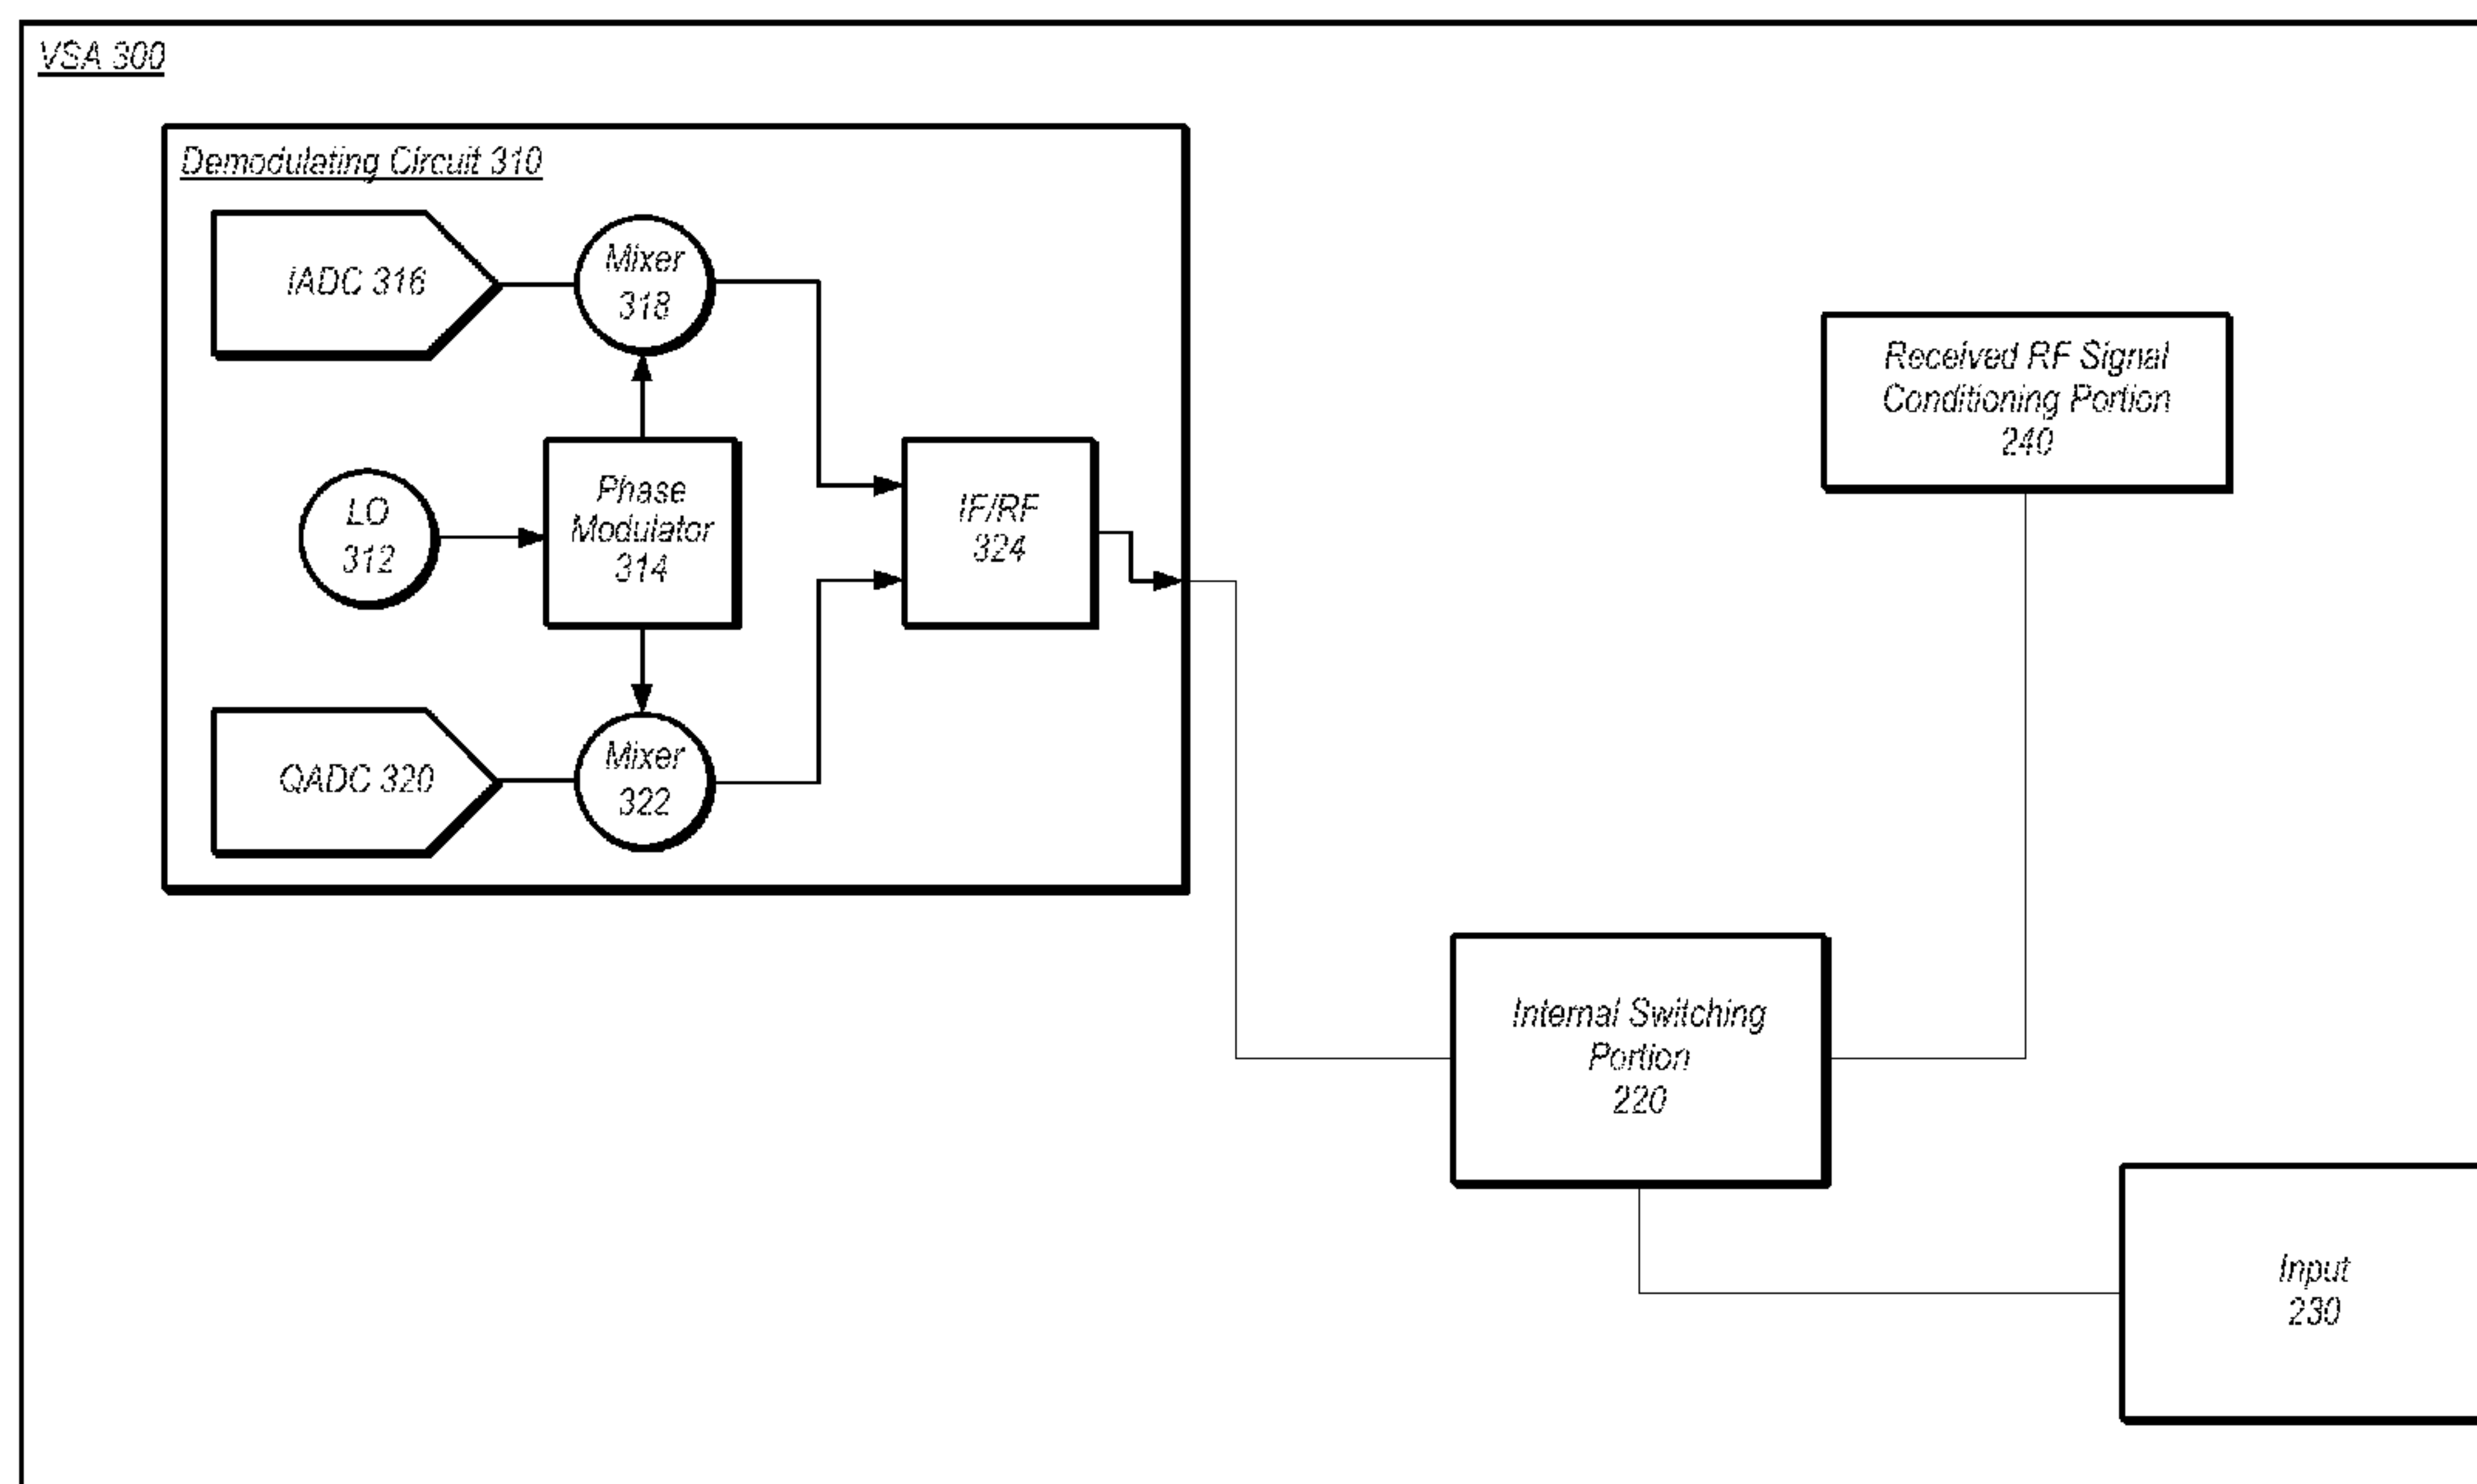 VSA 300
Demodulating Circuit 310
IADC 316
Mixer
318
LO
312
Phase
Modulator
314
IF/RF
324
QADC 320
Mixer
322
Received RF Signal
Conditioning Portion
240
Internal Switching
Portion
220
Input
230